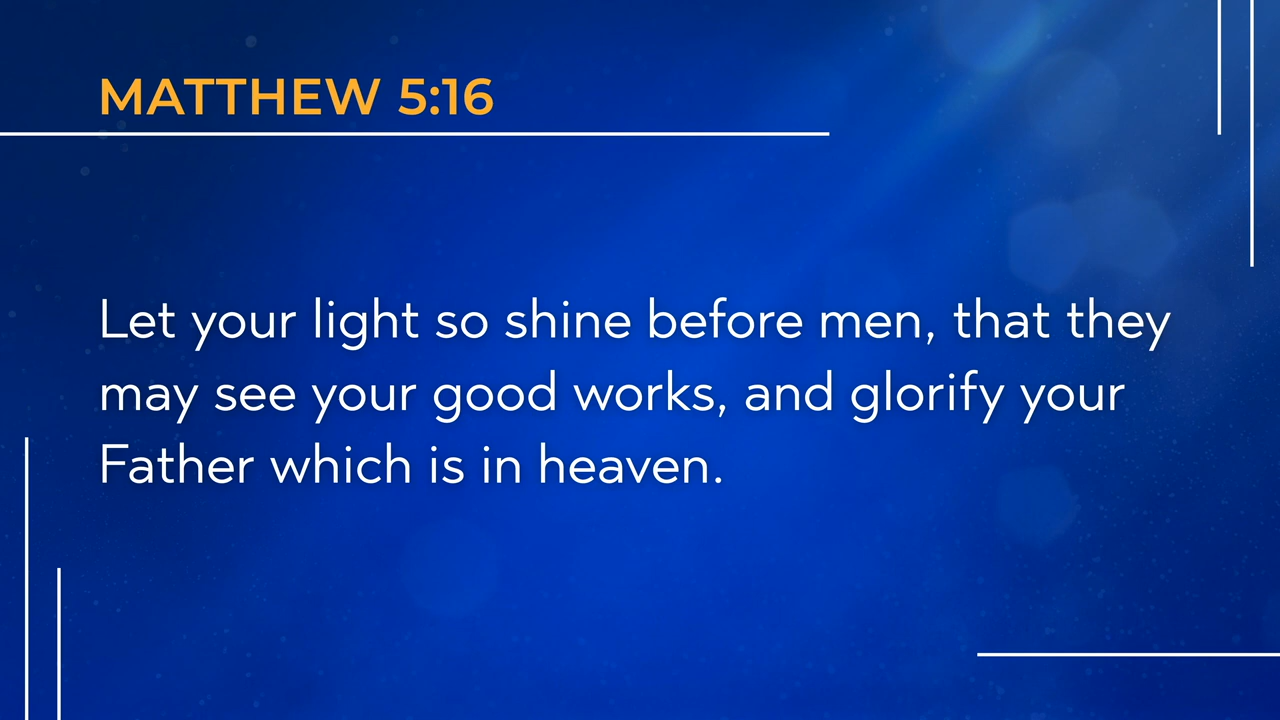 MATTHEW 5:16
Let your light so shine before men, that they
may see your good works, and glorify your
Father which is in heaven.